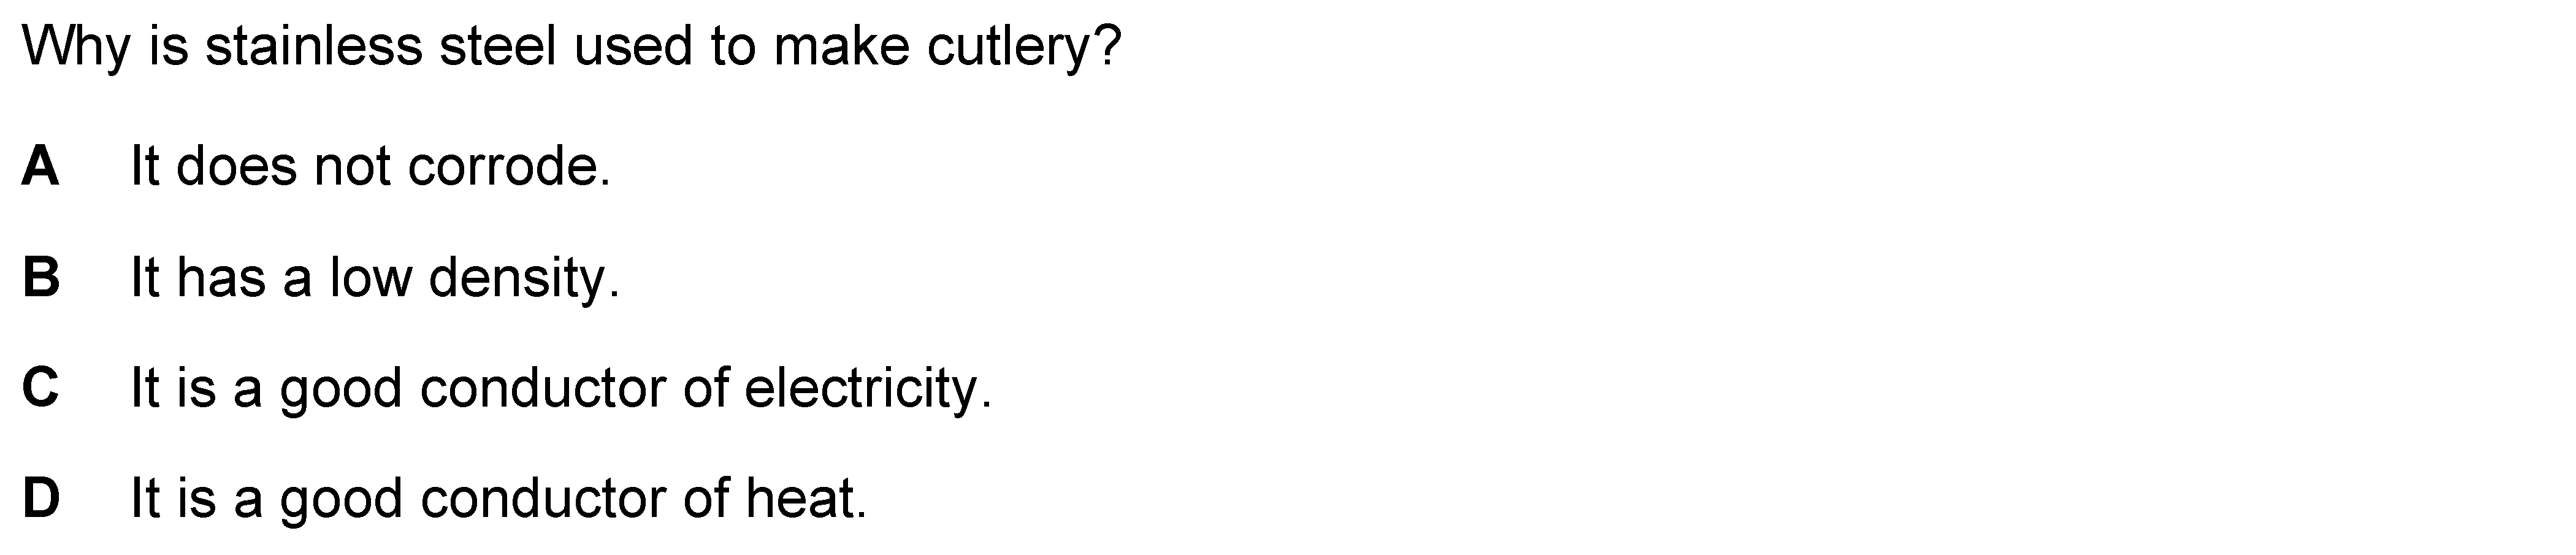 Why is stainless steel used to make cutlery?
A It does not corrode.
B It has a low density.
C It is a good conductor of electricity.
D It is a good conductor of heat.